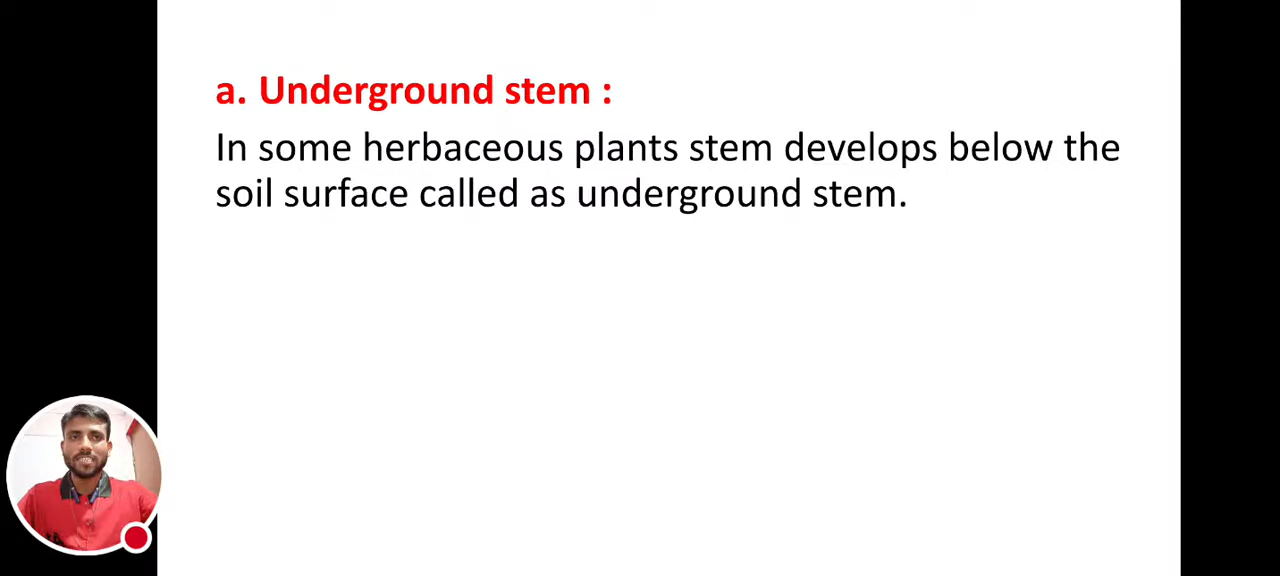 a. Underground stem :
In some herbaceous plants stem develops below the
soil surface called as underground stem.